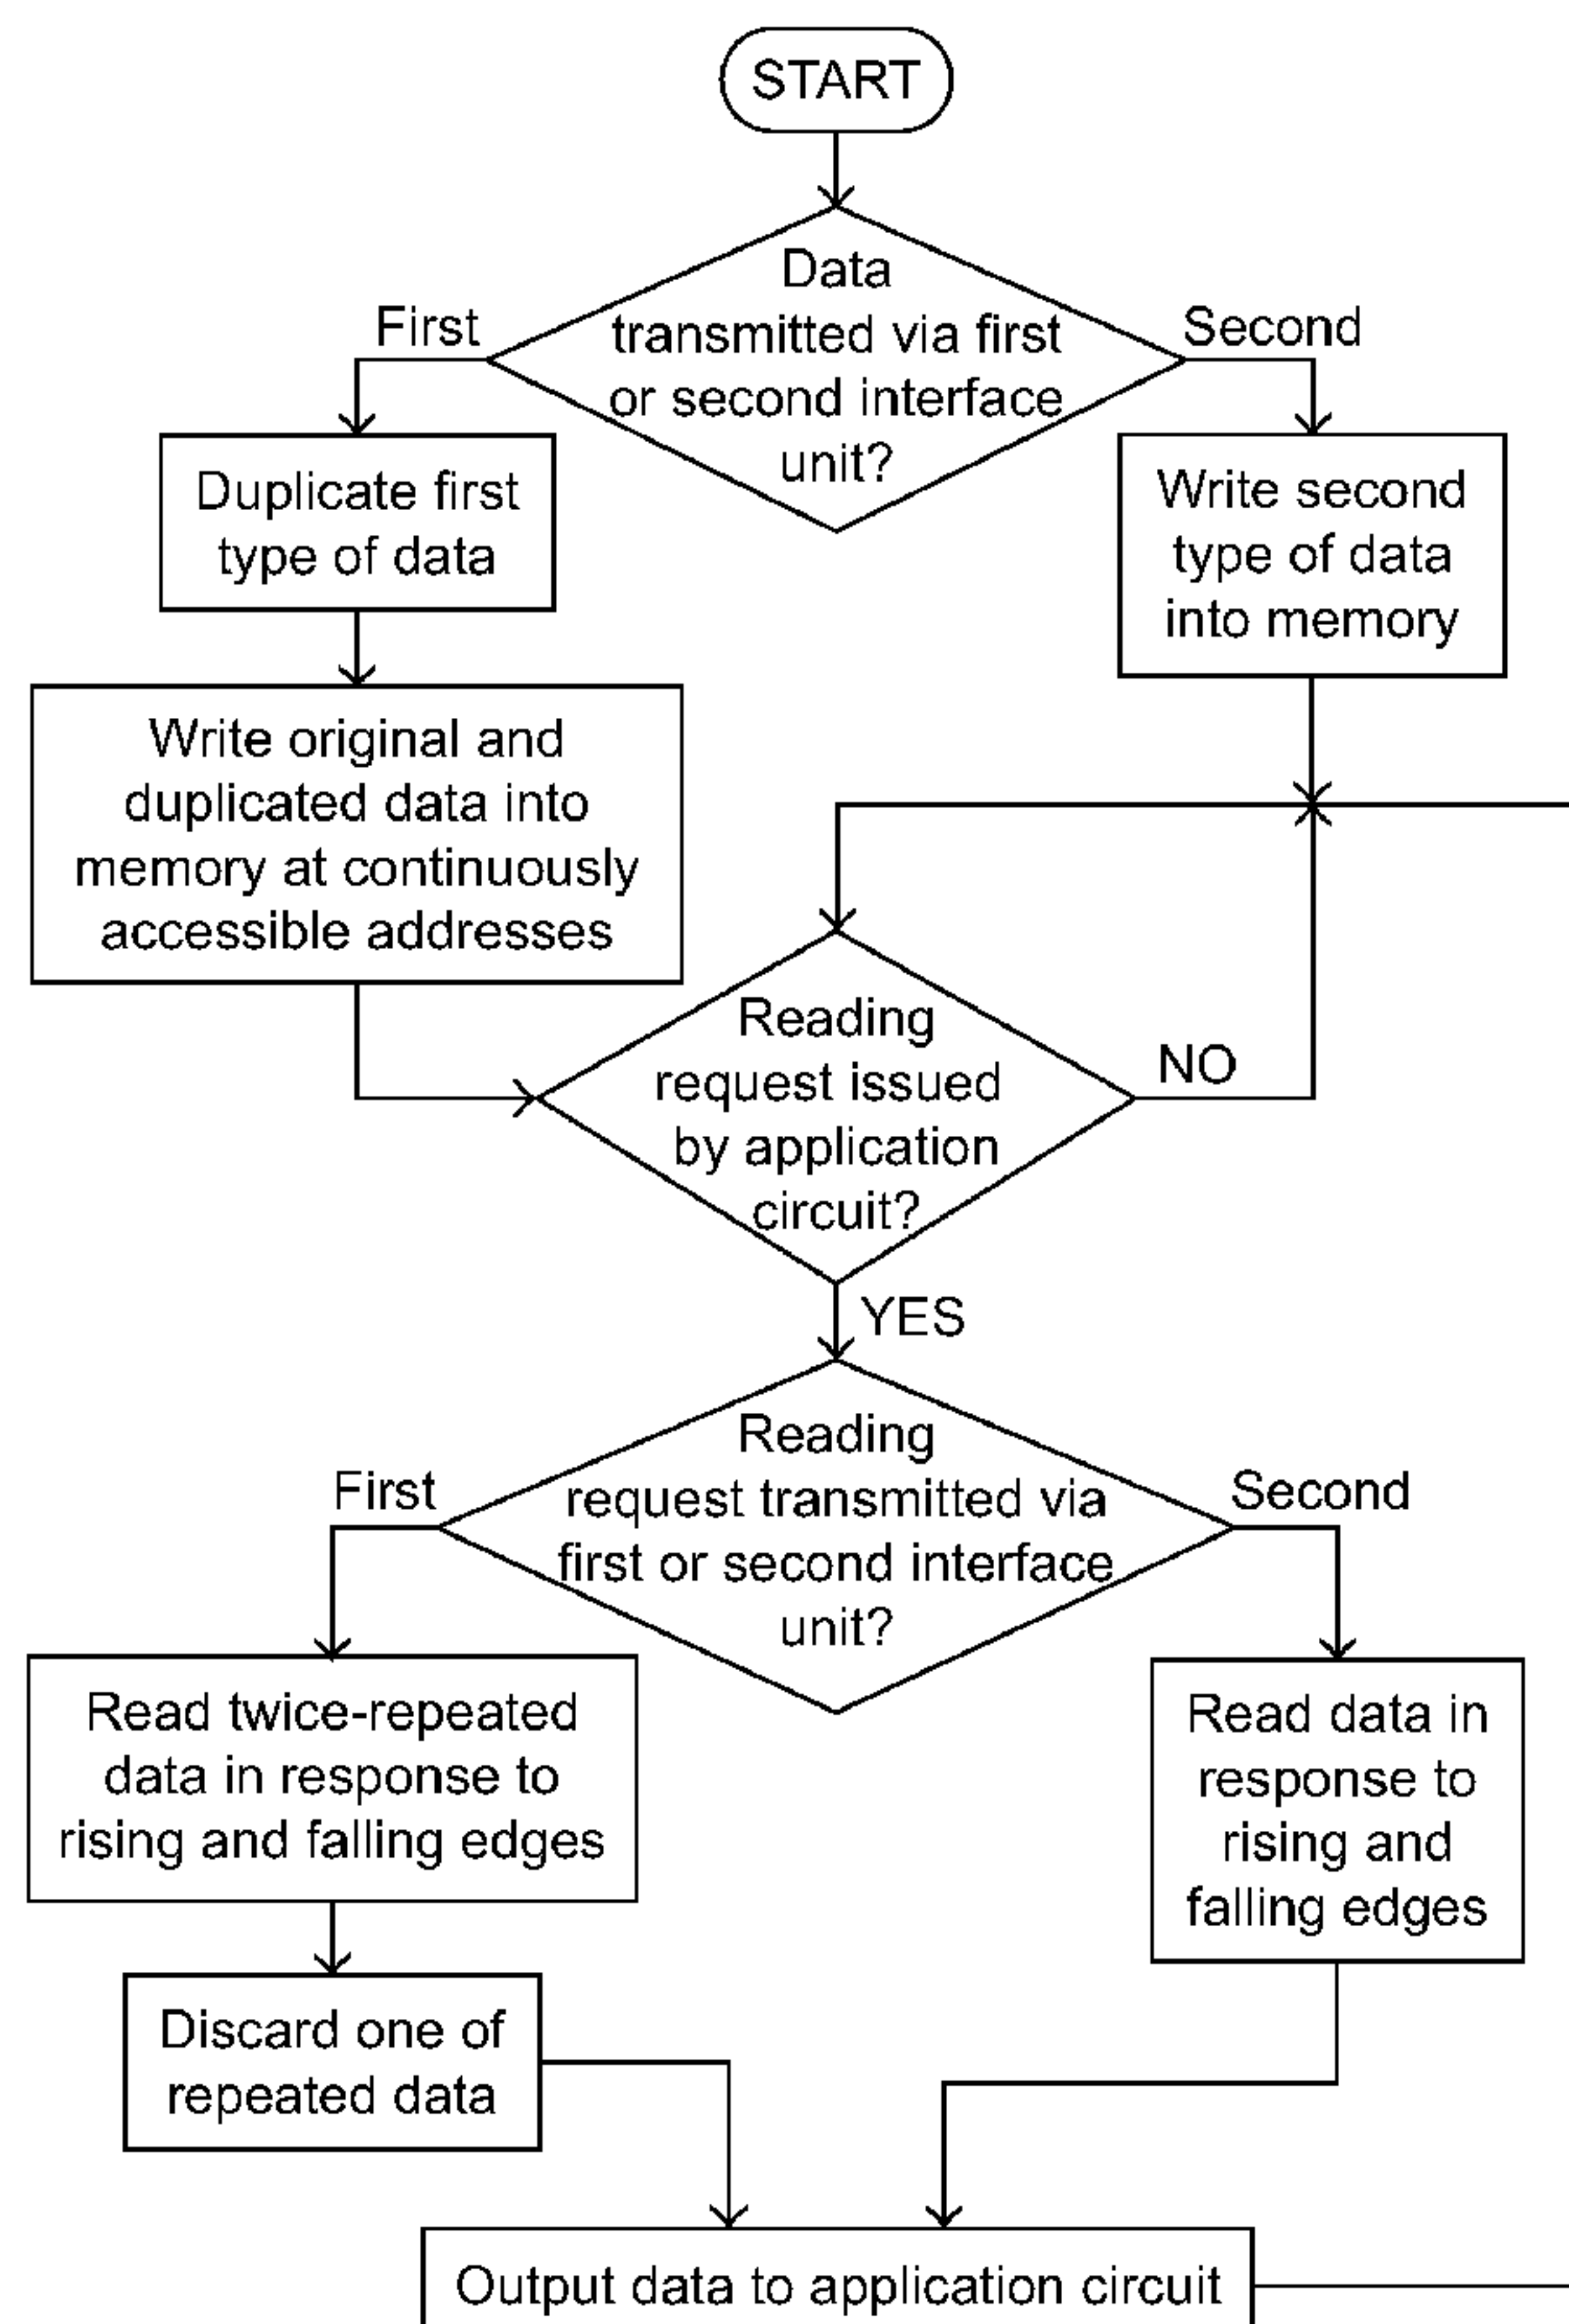 START
Data
transmitted via first
or second interface
unit?
First
Second
Duplicate first
type of data
Write second
type of data
into memory
Write original and
duplicated data into
memory at continuously
accessible addresses
Reading
request issued
by application
circuit?
NO
YES
Reading
request transmitted via
first or second interface
unit?
First
Second
Read twice-repeated
data in response to
rising and falling edges
Read data in
response to
rising and
falling edges
Discard one of
repeated data
Output data to application circuit